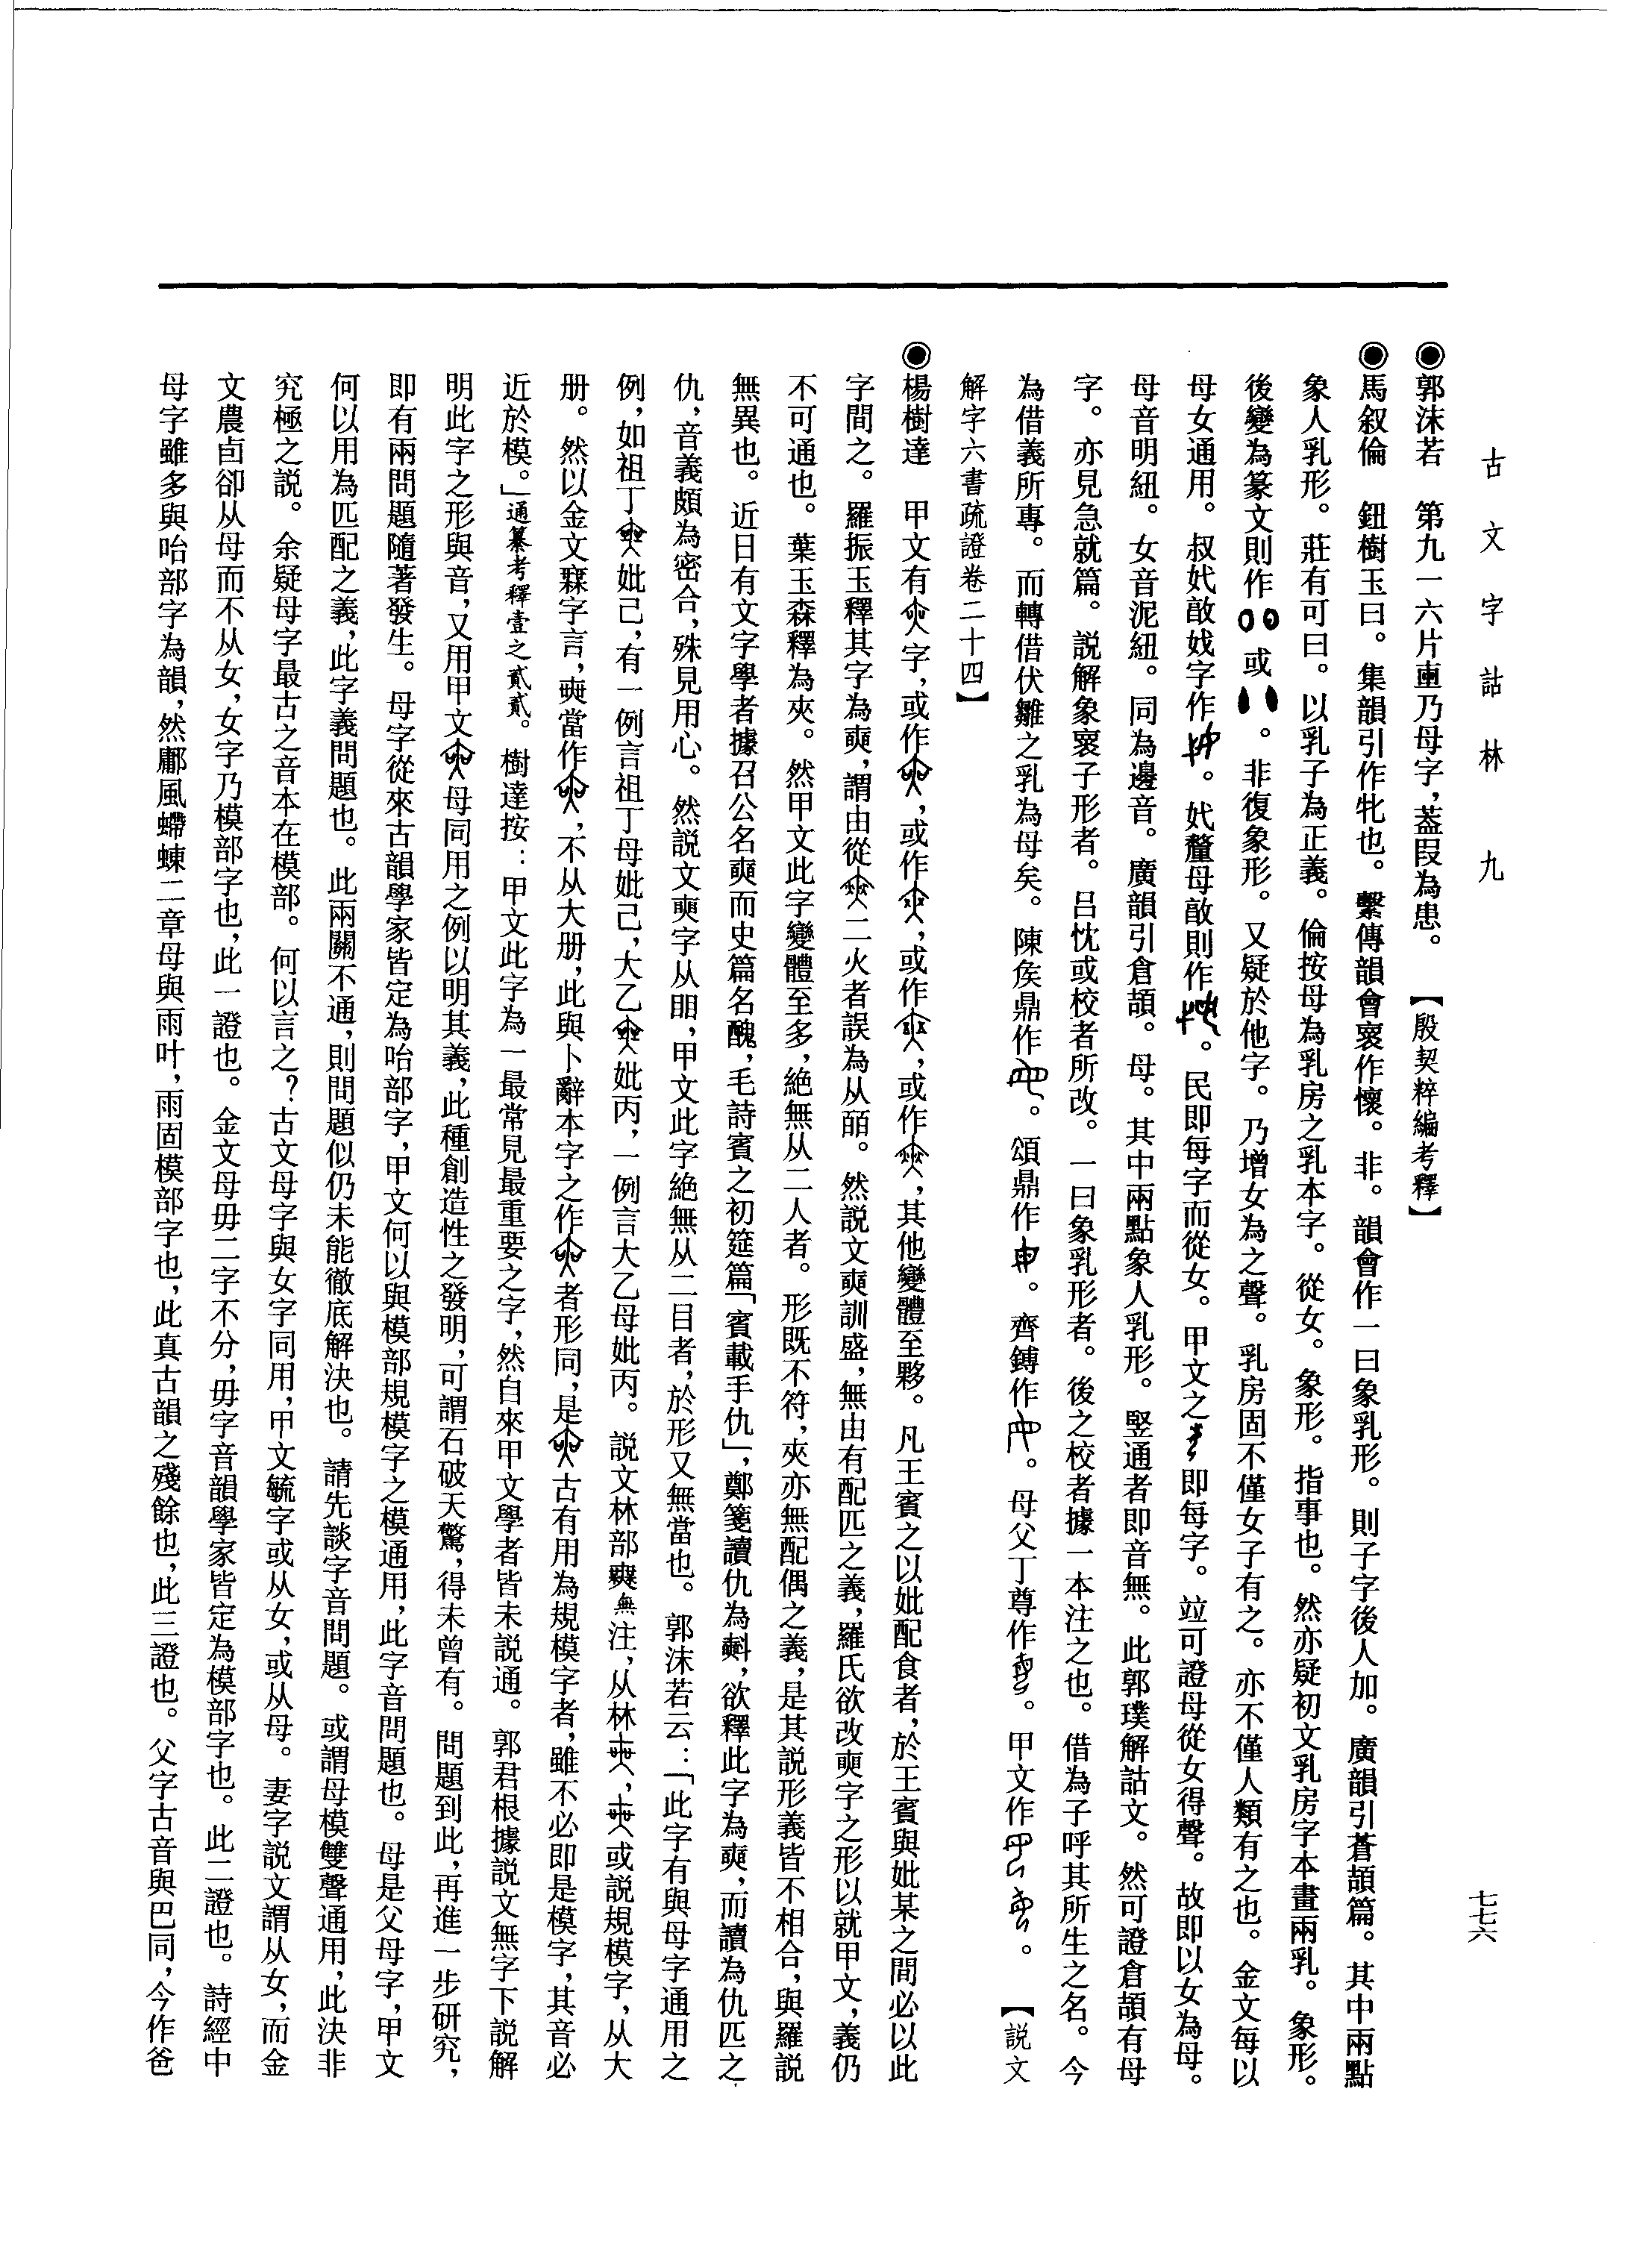 古文字詁林　九
七七六
◉郭沫若　第九一六片乃母字，葢叚為患。【殷契粹編考釋】
◉馬叙倫　鈕樹玉曰。集韻引作牝也。繫傳韻會褱作懷。非。韻會作一曰象乳形。則子字後人加。廣韻引蒼頡篇。其中兩點
象人乳形。莊有可曰。以乳子為正義。倫按母為乳房之乳本字。從女。象形。指事也。然亦疑初文乳房字本畫兩乳。象形。
後變為篆文則作或。非復象形。又疑於他字。乃增女為之聲。乳房固不僅女子有之。亦不僅人類有之也。金文每以
母女通用。叔㚤敃字作。㚤釐母敃則作。民即每字而從女。甲文之即每字。竝可證母從女得聲。故即以女為母。
母音明紐。女音泥紐。同為邊音。廣韻引倉頡。母。其中兩點象人乳形。竪通者即音無。此郭璞解詁文。然可證倉頡有母
字。亦見急就篇。説解象褱子形者。吕忱或校者所改。一曰象乳形者。後之校者據一本注之也。借為子呼其所生之名。今
為借義所專。而轉借伏雛之乳為母矣。陳矦鼎作。頌鼎作。齊鎛作。母父丁尊作。甲文作。【説文
解字六書疏證卷二十四】
◉楊樹達　甲文有字，或作，或作，或作，或作，其他變體至夥。凡王賓之以妣配食者，於王賓與妣某之間必以此
字間之。羅振玉釋其字為奭，謂由從二火者誤為从皕。然説文奭訓盛，無由有配匹之義，羅氏欲改奭字之形以就甲文，義仍
不可通也。葉玉森釋為夾。然甲文此字變體至多，絶無从二人者。形既不符，夾亦無配偶之義，是其説形義皆不相合，與羅説
無異也。近日有文字學者據召公名奭而史篇名醜，毛詩賓之初筵篇「賓載手仇」，鄭箋讀仇為㪺，欲釋此字為奭，而讀為仇匹之
仇，音義頗為密合，殊見用心。然説文奭字从䀠，甲文此字絶無从二目者，於形又無當也。郭沫若云：「此字有與母字通用之
例，如祖丁妣己，有一例言祖丁母妣己，大乙妣丙，一例言大乙母妣丙。説文林部無注，从林，或説規模字，从大
册。然以金文字言，當作，不从大册，此與卜辭本字之作者形同，是古有用為規模字者，雖不必即是模字，其音必
近於模。」通纂考釋壹之貳貳。樹達按：甲文此字為一最常見最重要之字，然自來甲文學者皆未説通。郭君根據説文無字下説解
明此字之形與音，又用甲文母同用之例以明其義，此種創造性之發明，可謂石破天驚，得未曾有。問題到此，再進一步研究，
即有兩問題隨著發生。母字從來古韻學家皆定為咍部字，甲文何以與模部規模字之模通用，此字音問題也。母是父母字，甲文
何以用為匹配之義，此字義問題也。此兩關不通，則問題似仍未能徹底解決也。請先談字音問題。或謂母模雙聲通用，此決非
究極之説。余疑母字最古之音本在模部。何以言之？古文母字與女字同用，甲文毓字或从女，或从母。妻字説文謂从女，而金
文農卣卻从母而不从女，女字乃模部字也，此一證也。金文母毋二字不分，毋字音韻學家皆定為模部字也。此二證也。詩經中
母字雖多與咍部字為韻，然鄘風蝃蝀二章母與雨叶，雨固模部字也，此真古韻之殘餘也，此三證也。父字古音與巴同，今作爸